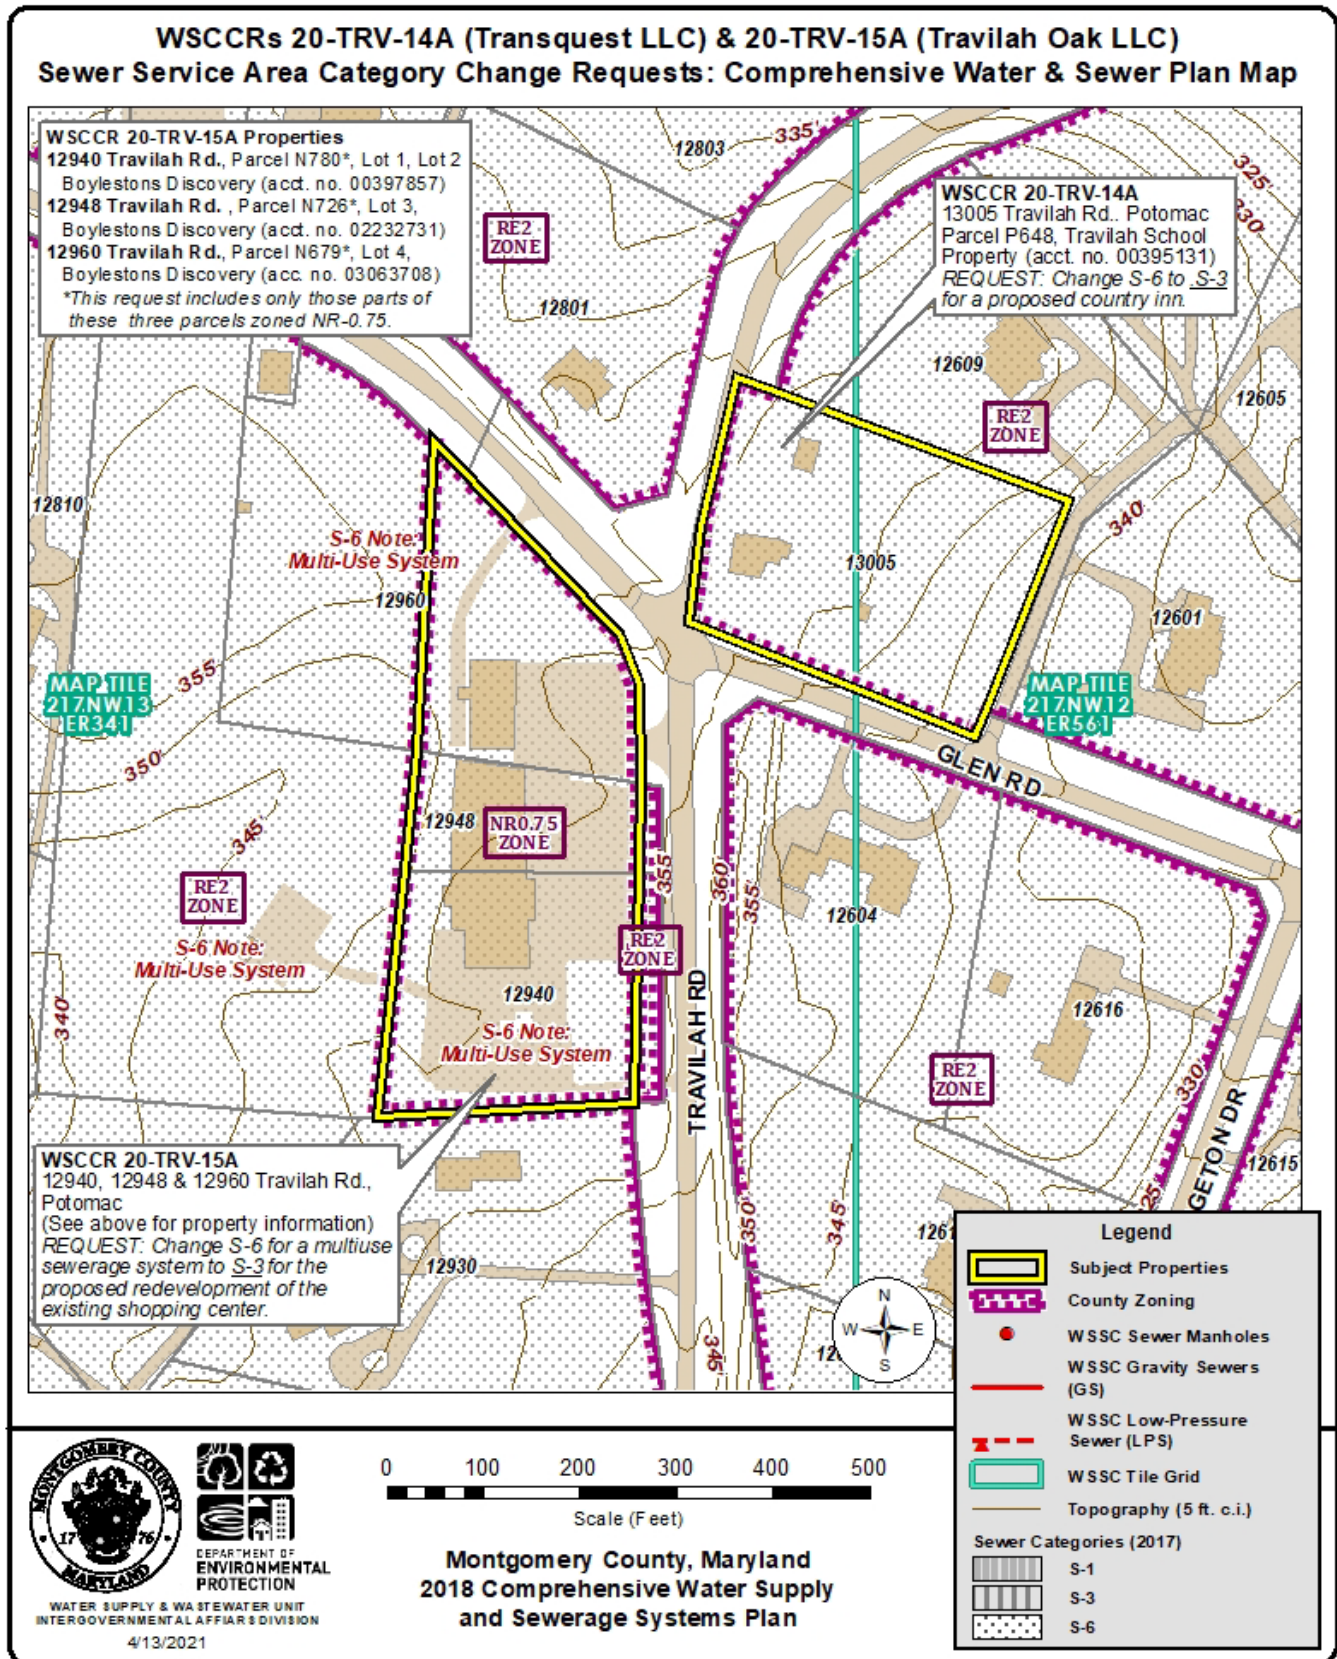 WSCCRs 20-TRV-14A (Transquest LLC) & 20-TRV-15A (Travilah Oak LLC)
Sewer Service Area Category Change Requests: Comprehensive Water & Sewer Plan Map
WSCCR 20-TRV-15A Properties
12940 Travilah Rd., Parcel N780*, Lot 1, Lot 2
Boylestons Discovery (acct. no. 00397857)
12948 Travilah Rd. , Parcel N726*, Lot 3,
Boylestons Discovery (acct. no. 02232731)
12960 Travilah Rd., Parcel N679*, Lot 4,
Boylestons Discovery (acc. no. 03063708)
*This request includes only those parts of
these three parcels zoned NR-0.75.
WSCCR 20-TRV-14A
13005 Travilah Rd.. Potomac
Parcel P648, Travilah School
Property (acct. no. 00395131)
REQUEST: Change S-6 to S-3
for a proposed country inn.
12803
335'
325'
330'
RE2
ZONE
12801
12609
12605
RE2
ZONE
12810
S-6 Note:
Multi-Use System
12960
340'
13005
12601
355'
MAP TILE
217NW13
ER341
MAP TILE
217NW12
ER561
350'
GLEN RD
12948
NR0.75
ZONE
345'
355
360'
355'
RE2
ZONE
12604
S-6 Note:
Multi-Use System
RE2
ZONE
12940
S-6 Note:
Multi-Use System
340'
TRAVILAH RD
12616
RE2
ZONE
330'
GETON DR
12615
25'
350'
345'
1261
12930
345'
WSCCR 20-TRV-15A
12940, 12948 & 12960 Travilah Rd.,
Potomac
(See above for property information)
REQUEST: Change S-6 for a multiuse
sewerage system to S-3 for the
proposed redevelopment of the
existing shopping center.
N
W E
S
Legend
Subject Properties
County Zoning
WSSC Sewer Manholes
WSSC Gravity Sewers
(GS)
WSSC Low-Pressure
Sewer (LPS)
WSSC Tile Grid
Topography (5 ft. c.i.)
Sewer Categories (2017)
S-1
S-3
S-6
MONTGOMERY COUNTY
17 76
MARYLAND
DEPARTMENT OF
ENVIRONMENTAL
PROTECTION
WATER SUPPLY & WASTEWATER UNIT
INTERGOVERNMENTAL AFFIARS DIVISION
4/13/2021
0 100 200 300 400 500
Scale (Feet)
Montgomery County, Maryland
2018 Comprehensive Water Supply
and Sewerage Systems Plan